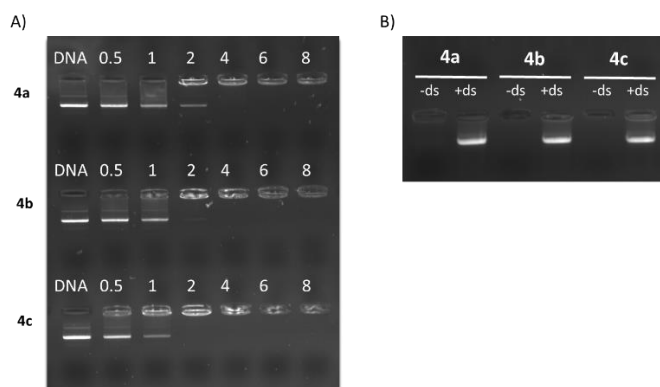 A)
DNA 0.5 1 2 4 6 8
4a
DNA 0.5 1 2 4 6 8
4b
DNA 0.5 1 2 4 6 8
4c
B)
4a 4b 4c
-ds +ds -ds +ds -ds +ds